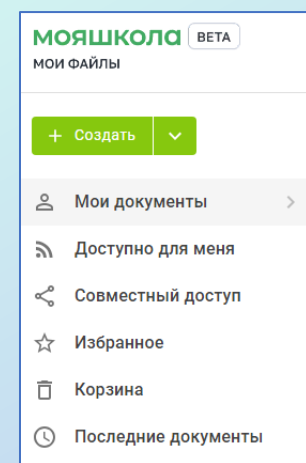 МОЯШКОЛА BETA
МОИ ФАЙЛЫ
+ Создать
Мои документы
Доступно для меня
Совместный доступ
Избранное
Корзина
Последние документы